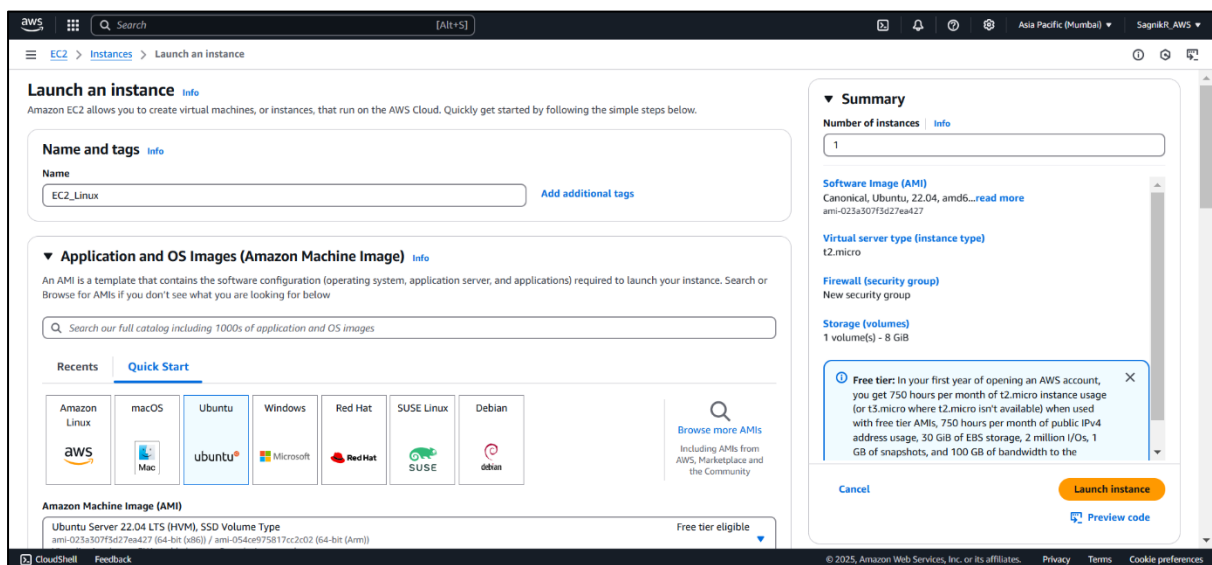 aws
Search
[Alt+S]
Asia Pacific (Mumbai)
SagnikR_AWS
EC2 > Instances > Launch an instance
Launch an instance Info
Amazon EC2 allows you to create virtual machines, or instances, that run on the AWS Cloud. Quickly get started by following the simple steps below.
Name and tags Info
Name
EC2_Linux
Add additional tags
Application and OS Images (Amazon Machine Image) Info
An AMI is a template that contains the software configuration (operating system, application server, and applications) required to launch your instance. Search or
Browse for AMIs if you don't see what you are looking for below
Search our full catalog including 1000s of application and OS images
Recents
Quick Start
Amazon
Linux
aws
macOS
Mac
Ubuntu
ubuntu®
Windows
Microsoft
Red Hat
Red Hat
SUSE Linux
SUSE
Debian
debian
Browse more AMIs
Including AMIs from
AWS, Marketplace and
the Community
Amazon Machine Image (AMI)
Ubuntu Server 22.04 LTS (HVM), SSD Volume Type
Free tier eligible
ami-023a307f3d27ea427 (64-bit (x86)) / ami-054ce975817cc2c02 (64-bit (Arm))
Summary
Number of instances Info
1
Software Image (AMI)
Canonical, Ubuntu, 22.04, amd6...read more
ami-023a307f3d27ea427
Virtual server type (instance type)
t2.micro
Firewall (security group)
New security group
Storage (volumes)
1 volume(s) - 8 GiB
Free tier: In your first year of opening an AWS account,
you get 750 hours per month of t2.micro instance usage
(or t3.micro where t2.micro isn't available) when used
with free tier AMIs, 750 hours per month of public IPv4
address usage, 30 GiB of EBS storage, 2 million I/Os, 1
GB of snapshots, and 100 GB of bandwidth to the
Cancel
Launch instance
Preview code
CloudShell
Feedback
© 2025, Amazon Web Services, Inc. or its affiliates.
Privacy
Terms
Cookie preferences